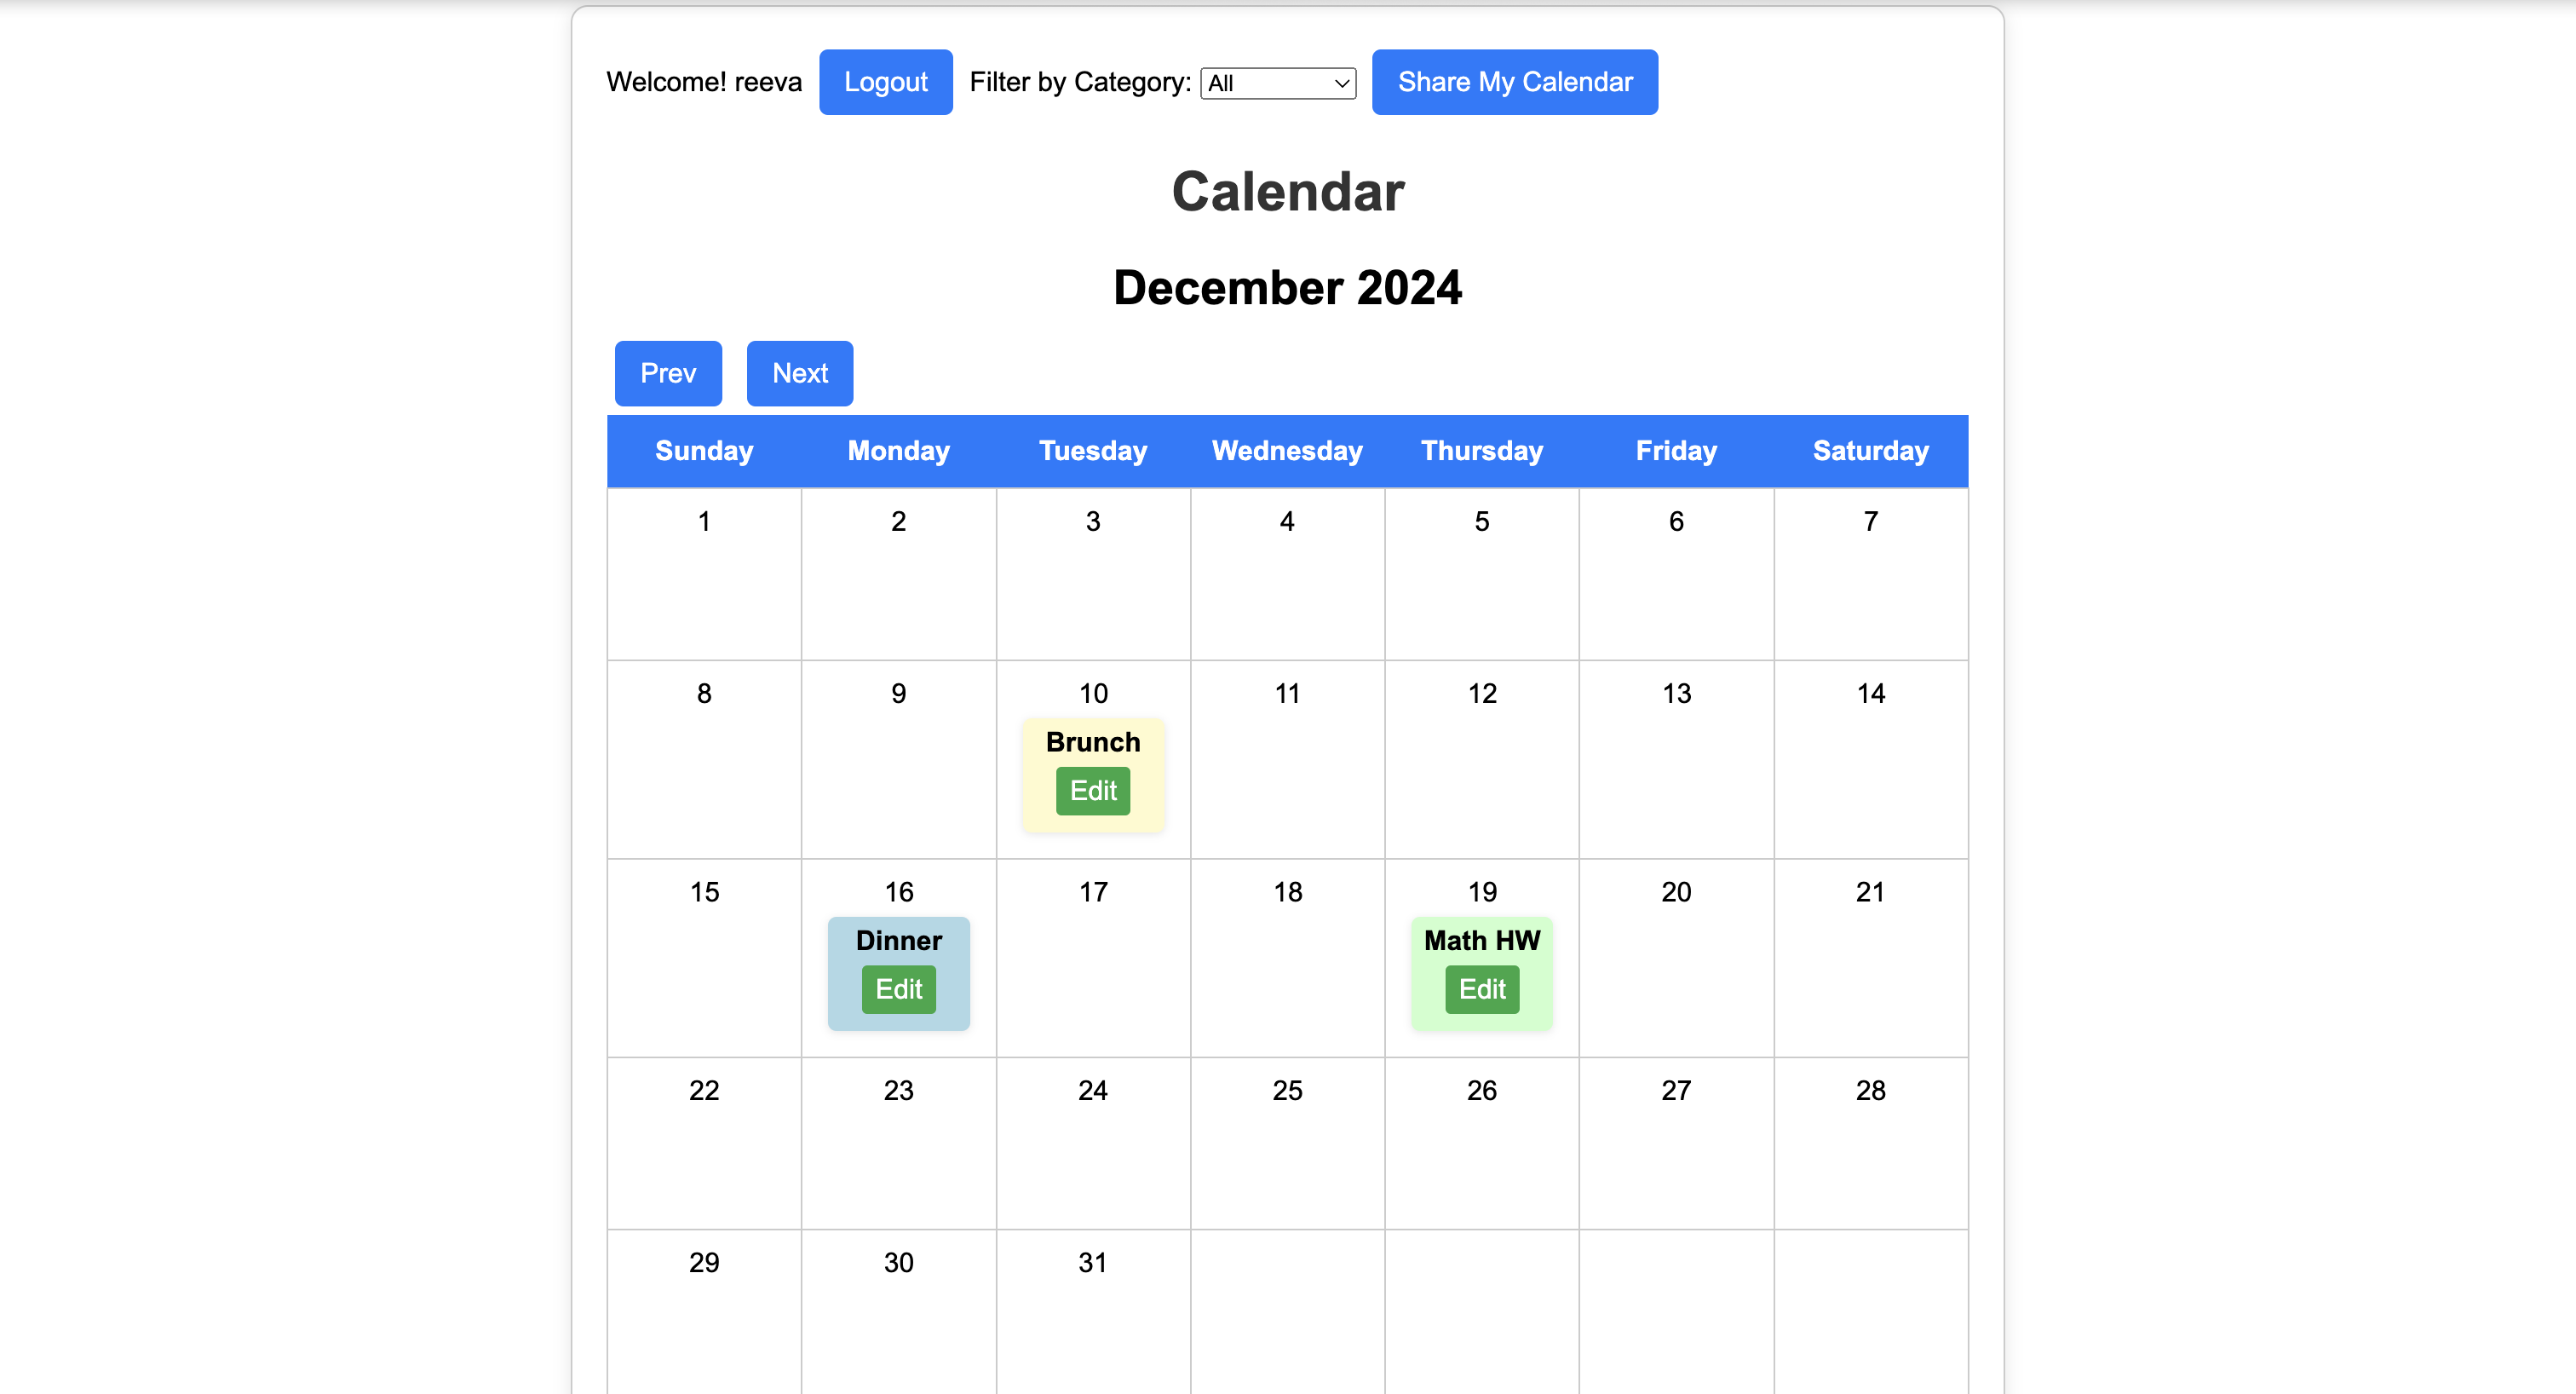 Welcome! reeva Logout Filter by Category: All Share My Calendar
Calendar
December 2024
Prev Next
Sunday Monday Tuesday Wednesday Thursday Friday Saturday
1 2 3 4 5 6 7
8 9 10 11 12 13 14
Brunch
Edit
15 16 17 18 19 20 21
Dinner Math HW
Edit Edit
22 23 24 25 26 27 28
29 30 31